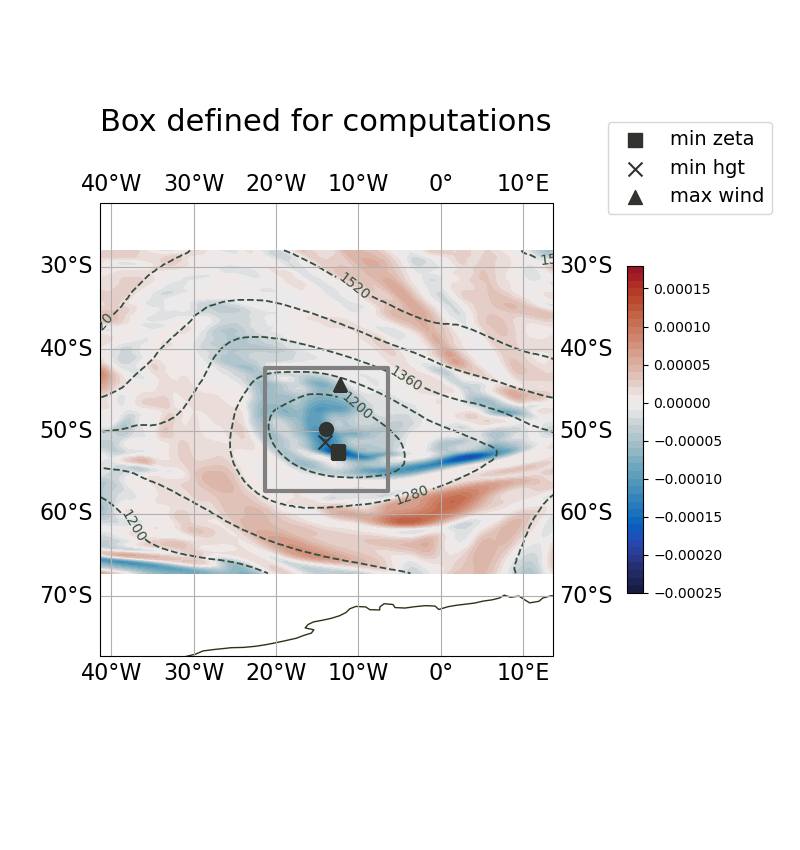 Box defined for computations
min zeta
min hgt
max wind
40°W 30°W 20°W 10°W 0° 10°E
30°S 30°S
40°S 40°S
50°S 50°S
60°S 60°S
70°S 70°S
40°W 30°W 20°W 10°W 0° 10°E
1520
1360
1200
1280
1200
20
15
0.00015
0.00010
0.00005
0.00000
−0.00005
−0.00010
−0.00015
−0.00020
−0.00025